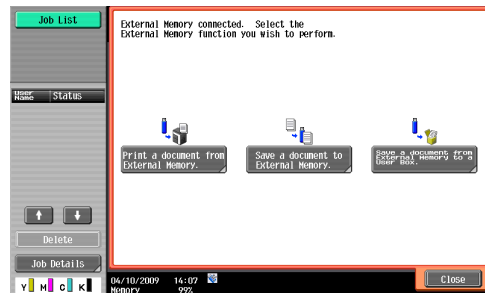 Job List
External Memory connected. Select the
External Memory function you wish to perform.
User
Name
Status
Print a document from
External Memory.
Save a document to
External Memory.
Save a document from
External Memory to a
User Box.
Delete
Job Details
Y M C K
04/10/2009 14:07
Memory 99%
Close